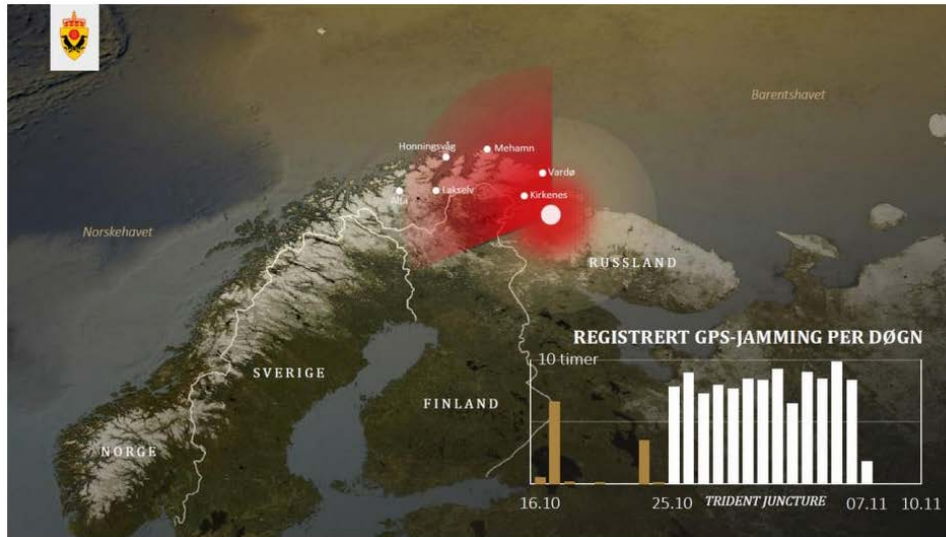 Barentshavet
Honningsvåg
Mehamn
Vardø
Alta
Lakselv
Kirkenes
Norskehavet
RUSSLAND
REGISTRERT GPS-JAMMING PER DØGN
10 timer
SVERIGE
FINLAND
NORGE
16.10
25.10
TRIDENT JUNCTURE
07.11
10.11